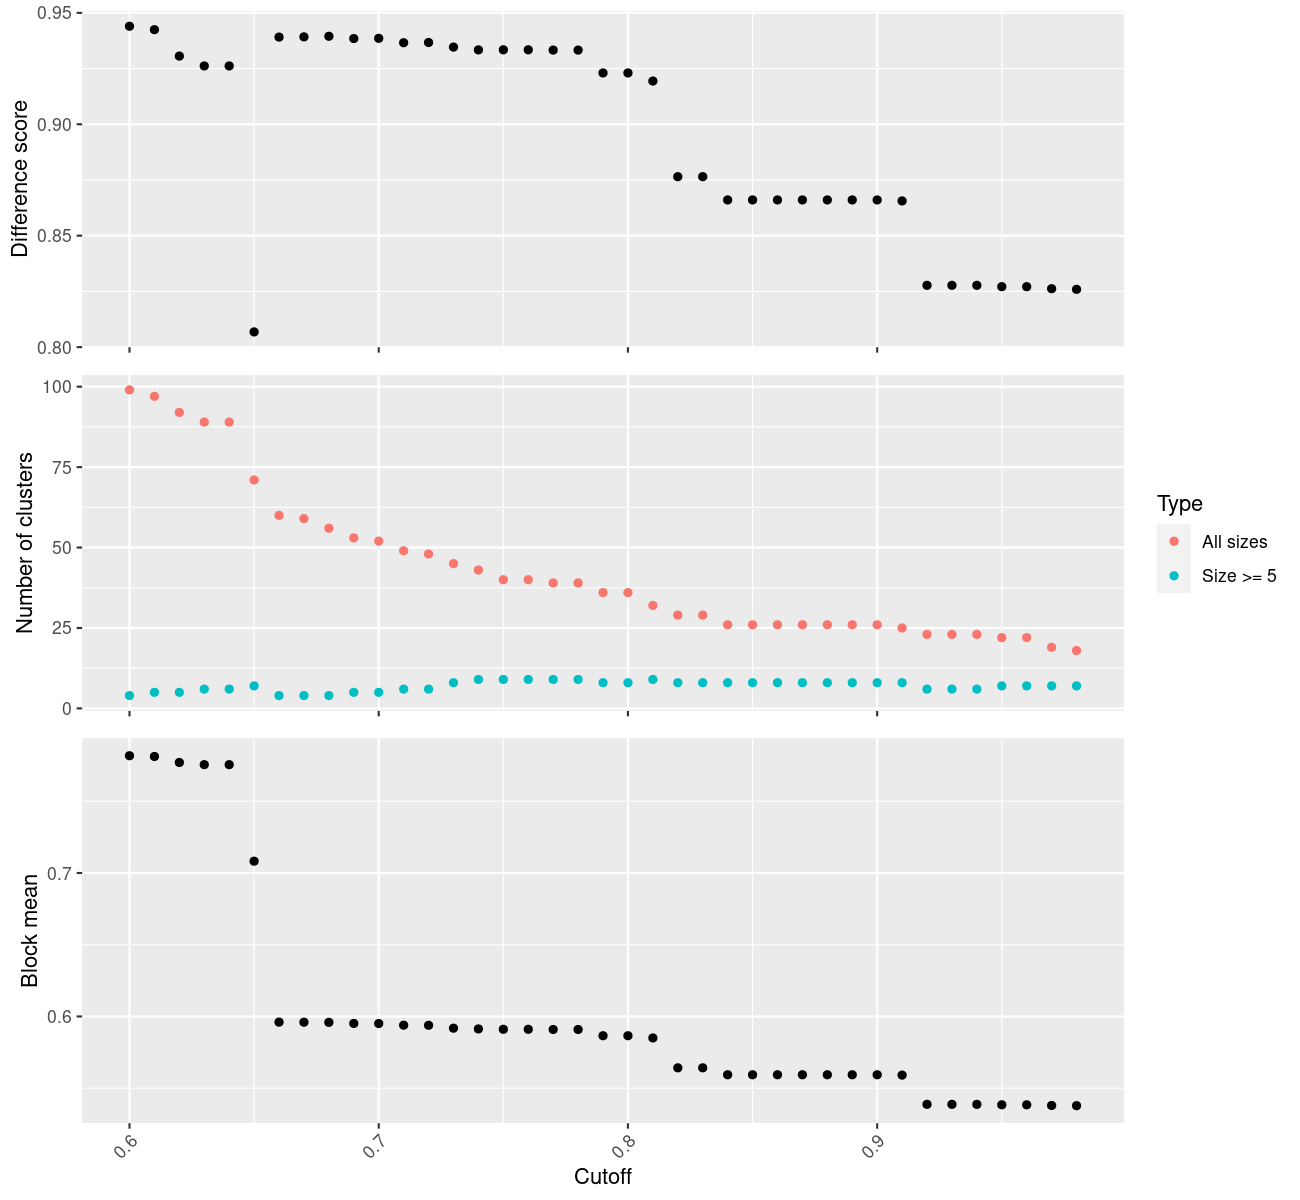 Difference score
0.95
0.90
0.85
0.80
Number of clusters
100
75
50
25
0
Type
All sizes
Size >= 5
Block mean
0.7
0.6
0.6
0.7
0.8
0.9
Cutoff